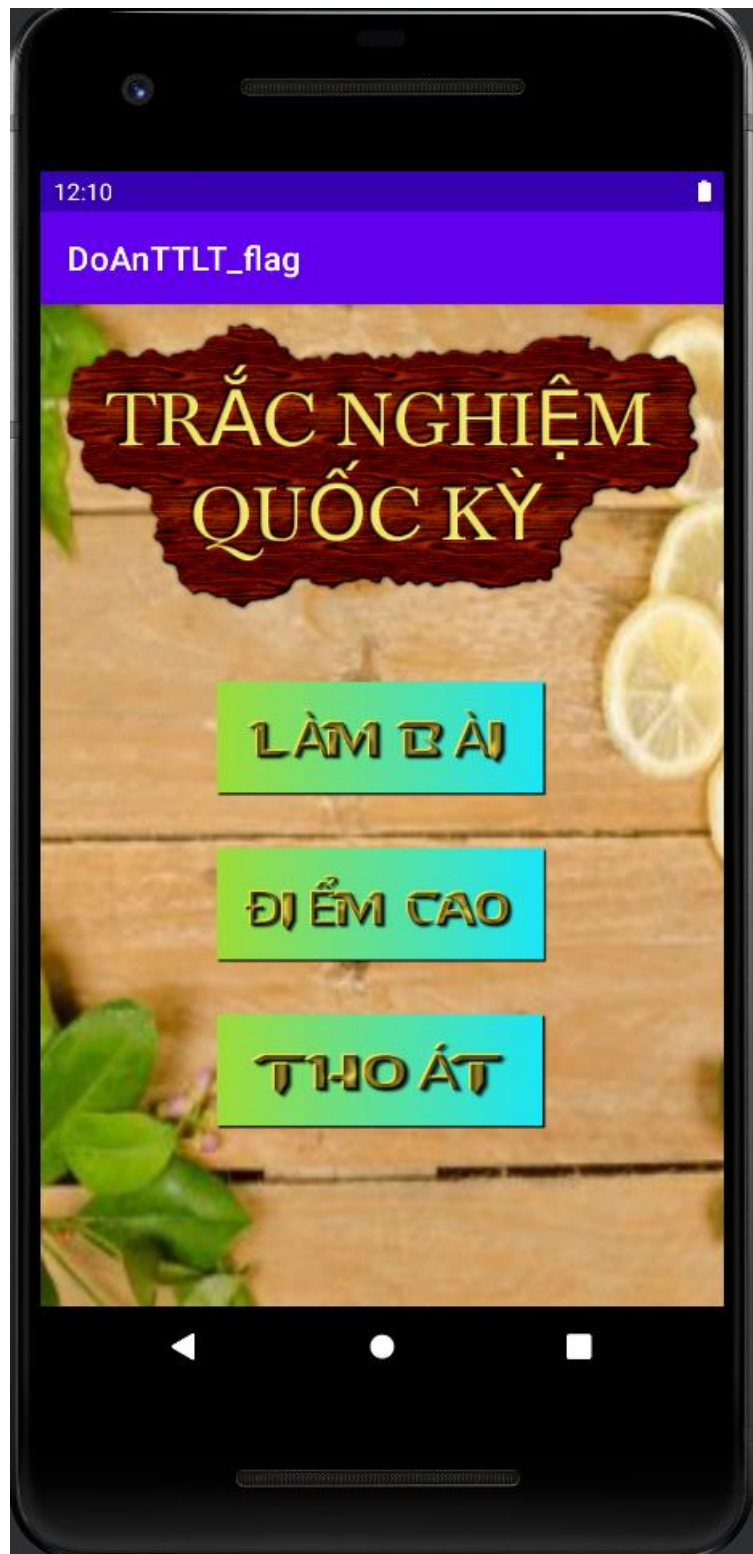 12:10
DoAnTTLT_flag
TRẮC NGHIỆM
QUỐC KỲ
LÀM BÀI
ĐIỂM CAO
THOÁT